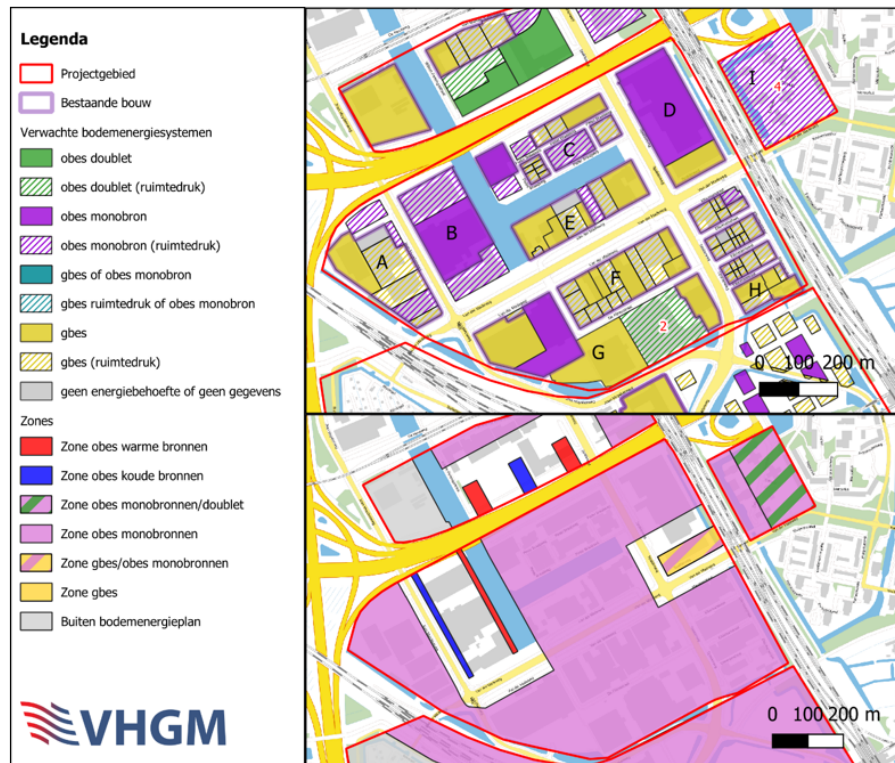 Legenda
Projectgebied
Bestaande bouw
Verwachte bodemenergiesystemen
obes doublet
obes doublet (ruimtedruk)
obes monobron
obes monobron (ruimtedruk)
gbes of obes monobron
gbes ruimtedruk of obes monobron
gbes
gbes (ruimtedruk)
geen energiebehoefte of geen gegevens
Zones
Zone obes warme bronnen
Zone obes koude bronnen
Zone obes monobronnen/doublet
Zone obes monobronnen
Zone gbes/obes monobronnen
Zone gbes
Buiten bodemenergieplan
VHGM
I
4
D
C
B
E
A
F
H
2
G
0 100 200 m
0 100 200 m